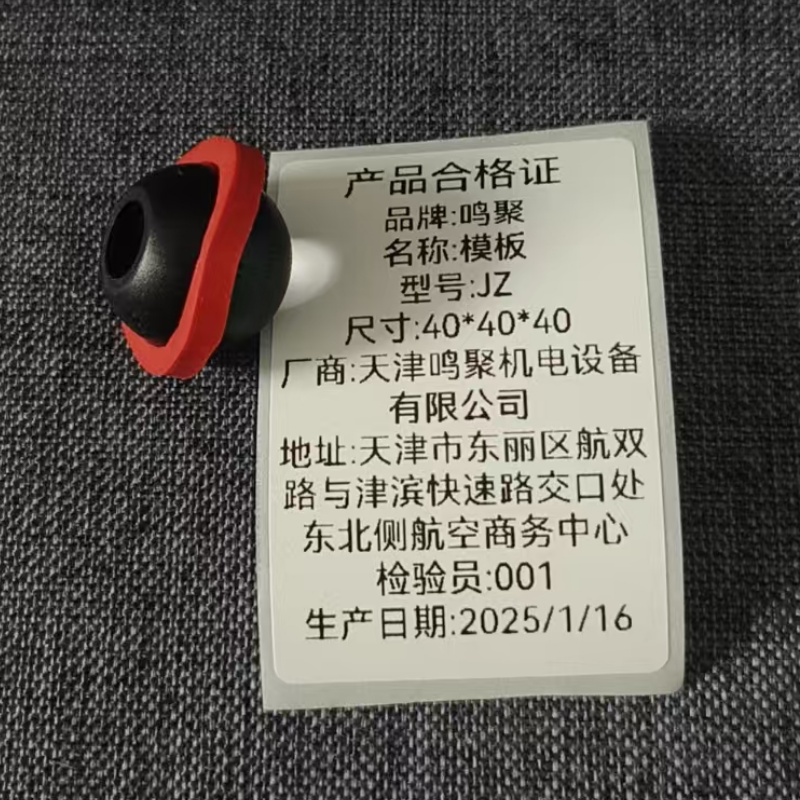 产品合格证
品牌:鸣聚
名称:模板
型号:JZ
尺寸:40*40*40
厂商:天津鸣聚机电设备
有限公司
地址:天津市东丽区航双
路与津滨快速路交口处
东北侧航空商务中心
检验员:001
生产日期:2025/1/16